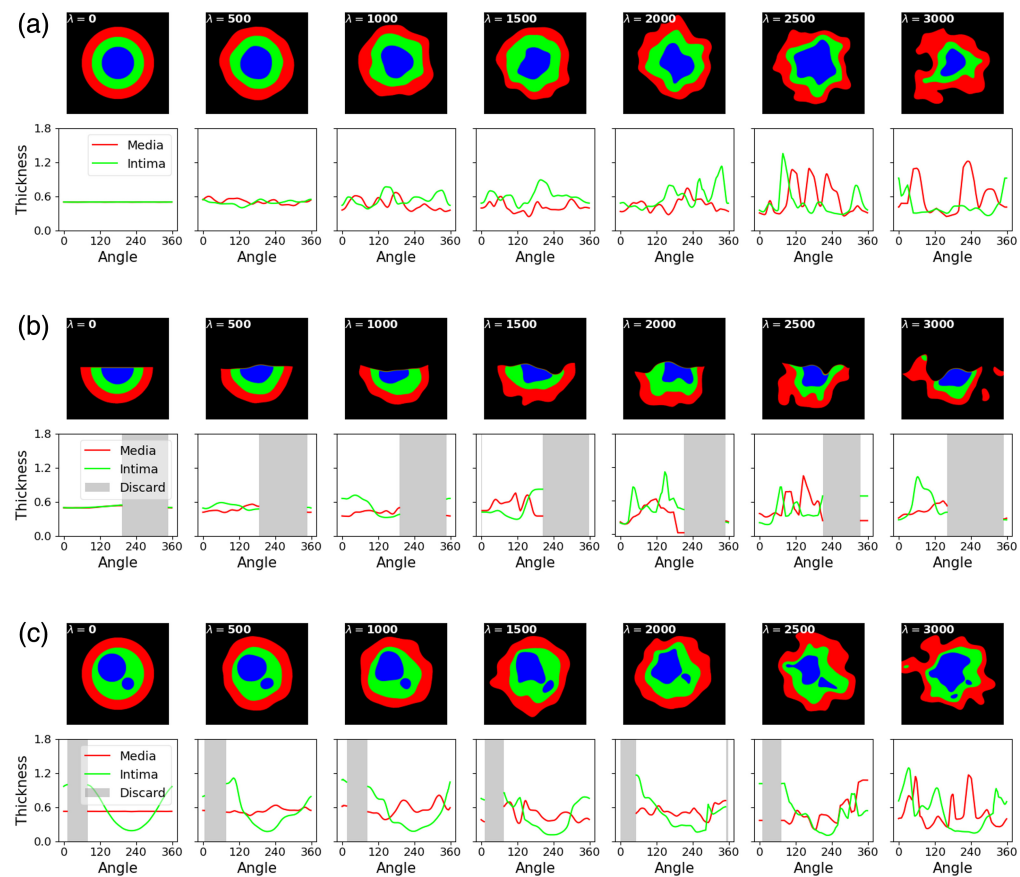 (a)
λ = 0 λ = 500 λ = 1000 λ = 1500 λ = 2000 λ = 2500 λ = 3000
1.8
1.2
0.6
0.0
Thickness
Media
Intima
0 120 240 360 0 120 240 360 0 120 240 360 0 120 240 360 0 120 240 360 0 120 240 360 0 120 240 360
Angle Angle Angle Angle Angle Angle Angle
(b)
λ = 0 λ = 500 λ = 1000 λ = 1500 λ = 2000 λ = 2500 λ = 3000
1.8
1.2
0.6
0.0
Thickness
Media
Intima
Discard
0 120 240 360 0 120 240 360 0 120 240 360 0 120 240 360 0 120 240 360 0 120 240 360 0 120 240 360
Angle Angle Angle Angle Angle Angle Angle
(c)
λ = 0 λ = 500 λ = 1000 λ = 1500 λ = 2000 λ = 2500 λ = 3000
1.8
1.2
0.6
0.0
Thickness
Media
Intima
Discard
0 120 240 360 0 120 240 360 0 120 240 360 0 120 240 360 0 120 240 360 0 120 240 360 0 120 240 360
Angle Angle Angle Angle Angle Angle Angle